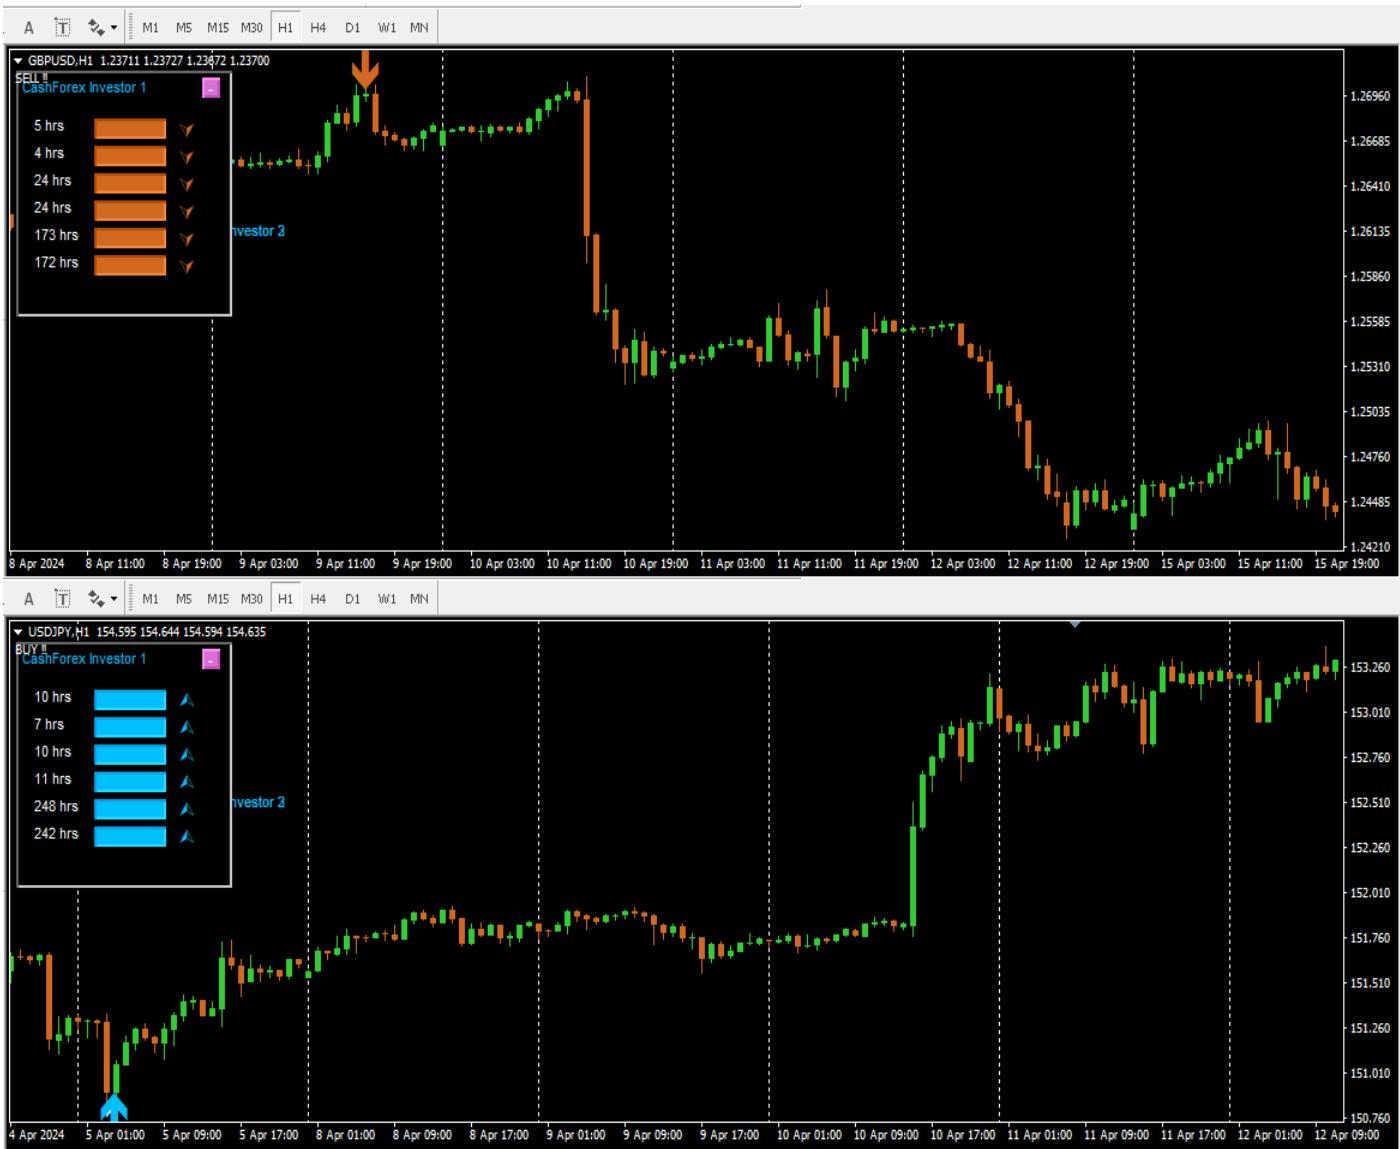 A T M1 M5 M15 M30 H1 H4 D1 W1 MN
GBPUSD,H1 1.23711 1.23727 1.23672 1.23700
SELL !!
CashForex Investor 1
-
5 hrs
4 hrs
24 hrs
24 hrs
173 hrs
172 hrs
1.26960
1.26685
1.26410
1.26135
1.25860
1.25585
1.25310
1.25035
1.24760
1.24485
1.24210
8 Apr 2024 8 Apr 11:00 8 Apr 19:00 9 Apr 03:00 9 Apr 11:00 9 Apr 19:00 10 Apr 03:00 10 Apr 11:00 10 Apr 19:00 11 Apr 03:00 11 Apr 11:00 11 Apr 19:00 12 Apr 03:00 12 Apr 11:00 12 Apr 19:00 15 Apr 03:00 15 Apr 11:00 15 Apr 19:00
A T M1 M5 M15 M30 H1 H4 D1 W1 MN
USDJPY,H1 154.595 154.644 154.594 154.635
BUY !!
CashForex Investor 1
-
10 hrs
7 hrs
10 hrs
11 hrs
248 hrs
242 hrs
153.260
153.010
152.760
152.510
152.260
152.010
151.760
151.510
151.260
151.010
150.760
4 Apr 2024 5 Apr 01:00 5 Apr 09:00 5 Apr 17:00 8 Apr 01:00 8 Apr 09:00 8 Apr 17:00 9 Apr 01:00 9 Apr 09:00 9 Apr 17:00 10 Apr 01:00 10 Apr 09:00 10 Apr 17:00 11 Apr 01:00 11 Apr 09:00 11 Apr 17:00 12 Apr 01:00 12 Apr 09:00